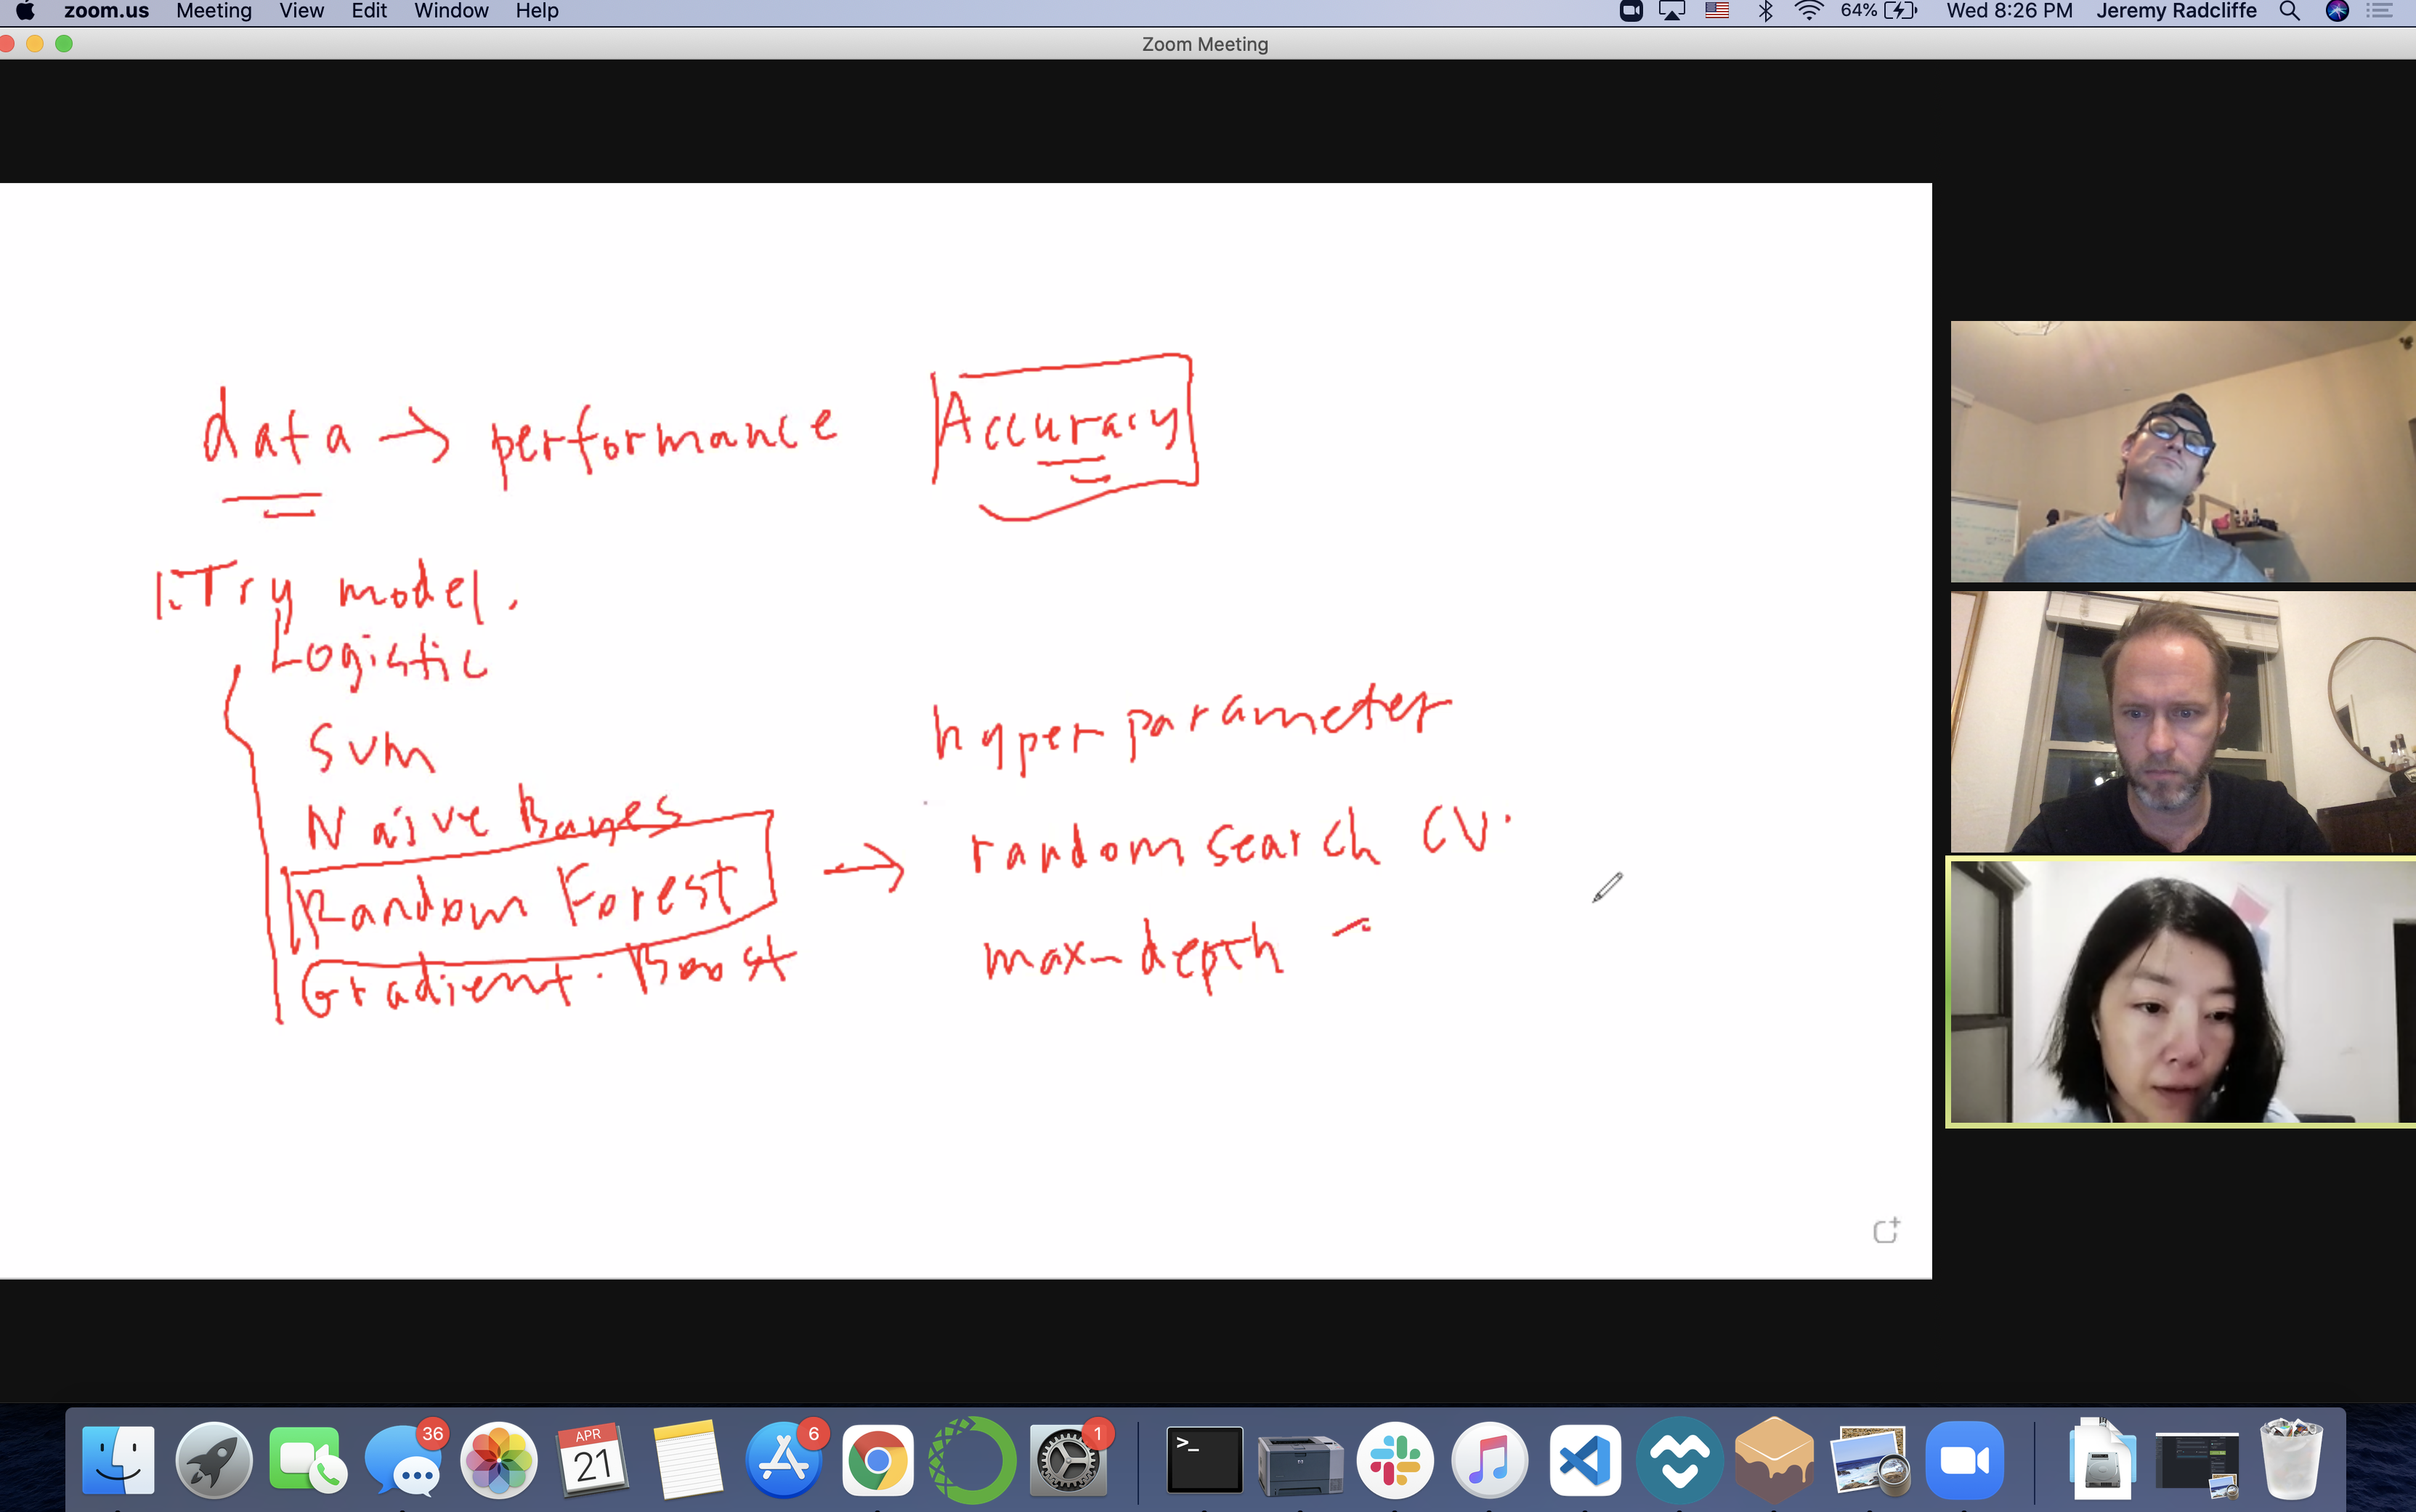 zoom.us Meeting View Edit Window Help 64% Wed 8:26 PM Jeremy Radcliffe
Zoom Meeting
data → performance Accuracy
1. Try model.
Logistic
SVM
Naive Bayes
Random Forest →
Gradient. Boost
hyperparameter
random search CV.
max-depth
36
APR
21
6
1
>_